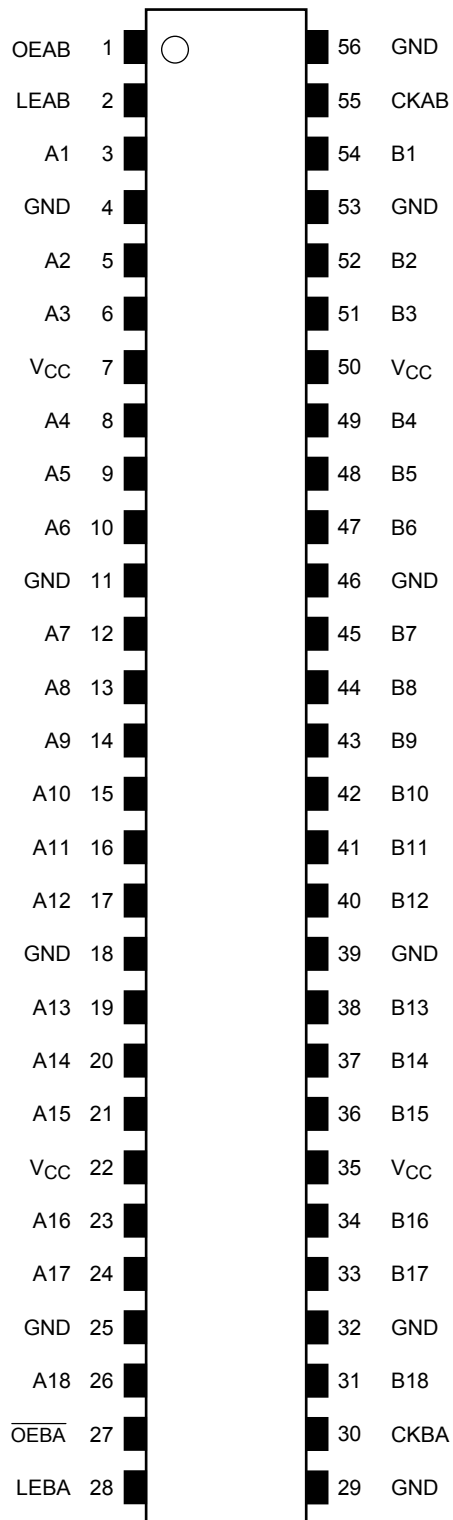 OEAB 1 56 GND
LEAB 2 55 CKAB
A1 3 54 B1
GND 4 53 GND
A2 5 52 B2
A3 6 51 B3
VCC 7 50 VCC
A4 8 49 B4
A5 9 48 B5
A6 10 47 B6
GND 11 46 GND
A7 12 45 B7
A8 13 44 B8
A9 14 43 B9
A10 15 42 B10
A11 16 41 B11
A12 17 40 B12
GND 18 39 GND
A13 19 38 B13
A14 20 37 B14
A15 21 36 B15
VCC 22 35 VCC
A16 23 34 B16
A17 24 33 B17
GND 25 32 GND
A18 26 31 B18
O̅E̅B̅A̅ 27 30 CKBA
LEBA 28 29 GND